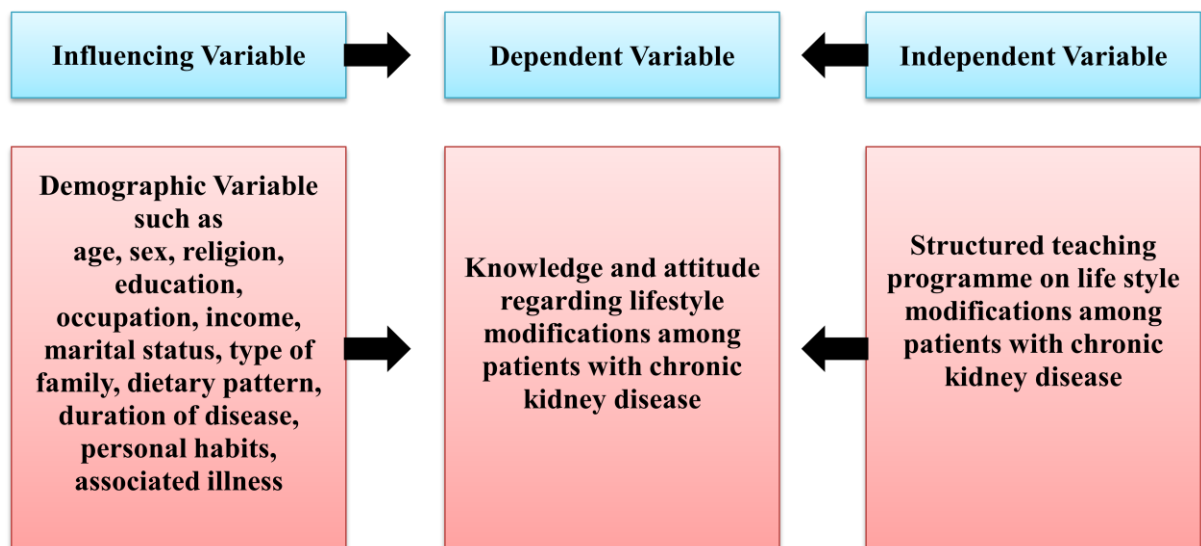 Influencing Variable
Dependent Variable
Independent Variable
Demographic Variable
such as
age, sex, religion,
education,
occupation, income,
marital status, type of
family, dietary pattern,
duration of disease,
personal habits,
associated illness
Knowledge and attitude
regarding lifestyle
modifications among
patients with chronic
kidney disease
Structured teaching
programme on life style
modifications among
patients with chronic
kidney disease